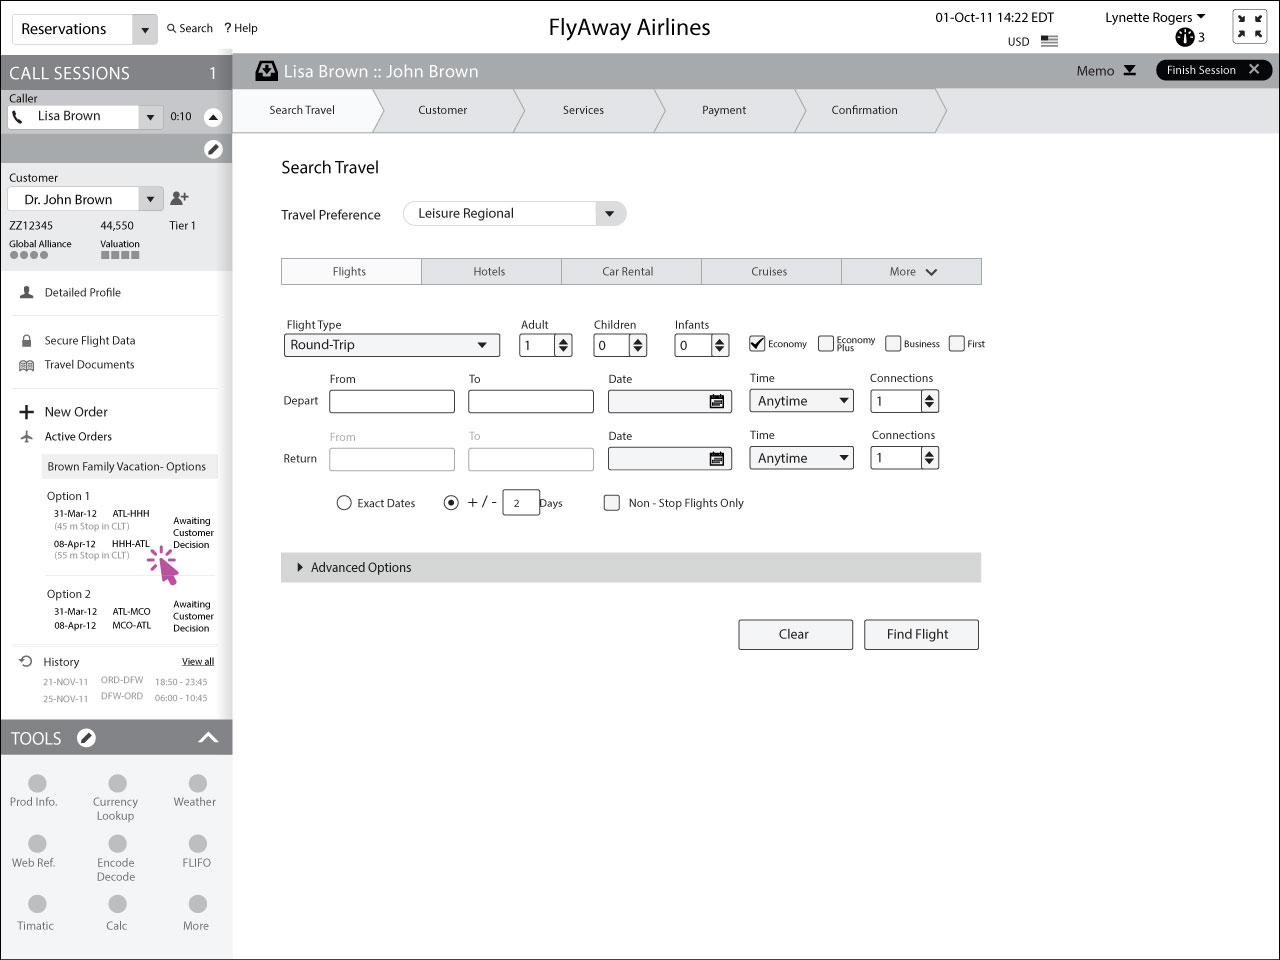 Reservations
Search
? Help
FlyAway Airlines
01-Oct-11 14:22 EDT
USD
Lynette Rogers
3
CALL SESSIONS 1
Caller
Lisa Brown
0:10
Customer
Dr. John Brown
ZZ12345 44,550 Tier 1
Global Alliance Valuation
Detailed Profile
Secure Flight Data
Travel Documents
New Order
Active Orders
Brown Family Vacation- Options
Option 1
31-Mar-12 ATL-HHH
(45 m Stop in CLT)
08-Apr-12 HHH-ATL
(55 m Stop in CLT)
Awaiting
Customer
Decision
Option 2
31-Mar-12 ATL-MCO
08-Apr-12 MCO-ATL
Awaiting
Customer
Decision
History View all
21-NOV-11 ORD-DFW 18:50 - 23:45
25-NOV-11 DFW-ORD 06:00 - 10:45
TOOLS
Prod Info.
Currency
Lookup
Weather
Web Ref.
Encode
Decode
FLIFO
Timatic
Calc
More
Lisa Brown :: John Brown
Memo
Finish Session
Search Travel
Customer
Services
Payment
Confirmation
Search Travel
Travel Preference
Leisure Regional
Flights
Hotels
Car Rental
Cruises
More
Flight Type
Round-Trip
Adult
1
Children
0
Infants
0
Economy
Economy
Plus
Business
First
From To Date Time Connections
Depart Anytime 1
From To Date Time Connections
Return Anytime 1
Exact Dates
+ / - 2 Days
Non - Stop Flights Only
Advanced Options
Clear
Find Flight